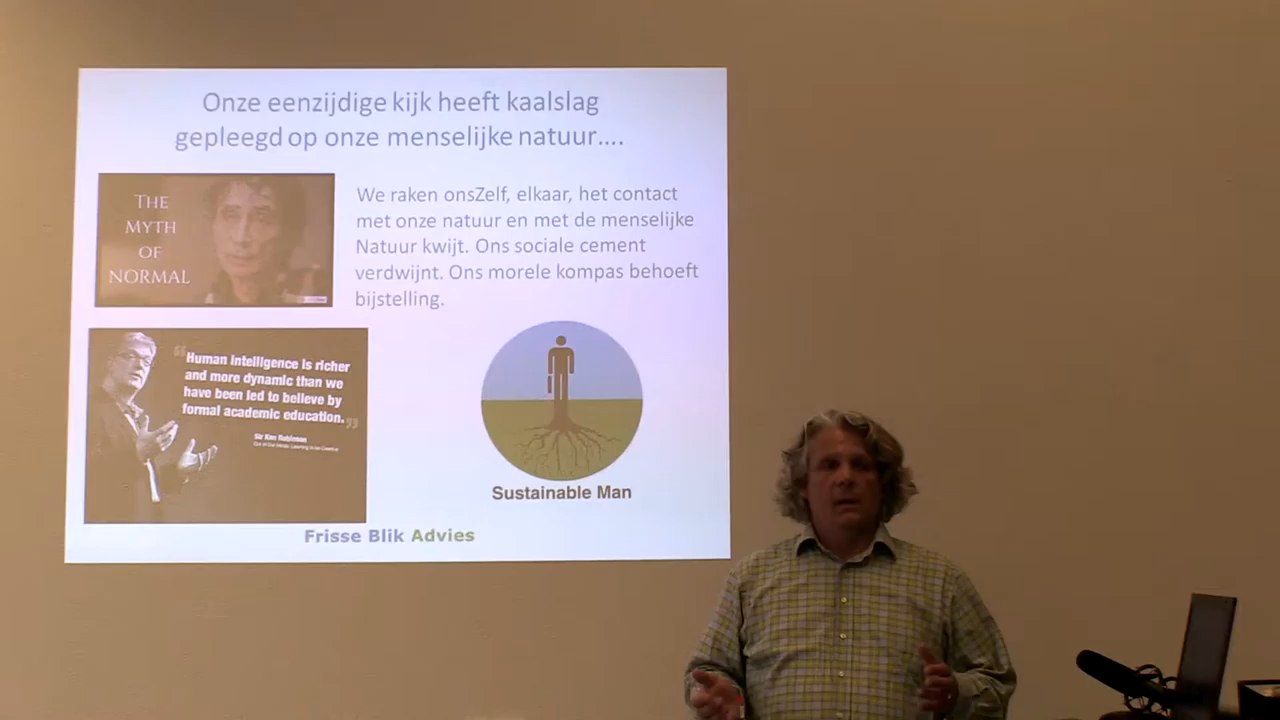 Onze eenzijdige kijk heeft kaalslag
gepleegd op onze menselijke natuur....
THE
MYTH
OF
NORMAL
We raken onsZelf, elkaar, het contact
met onze natuur en met de menselijke
Natuur kwijt. Ons sociale cement
verdwijnt. Ons morele kompas behoeft
bijstelling.
“Human intelligence is richer
and more dynamic than we
have been led to believe by
formal academic education.”
Sir Ken Robinson
Sustainable Man
Frisse Blik Advies